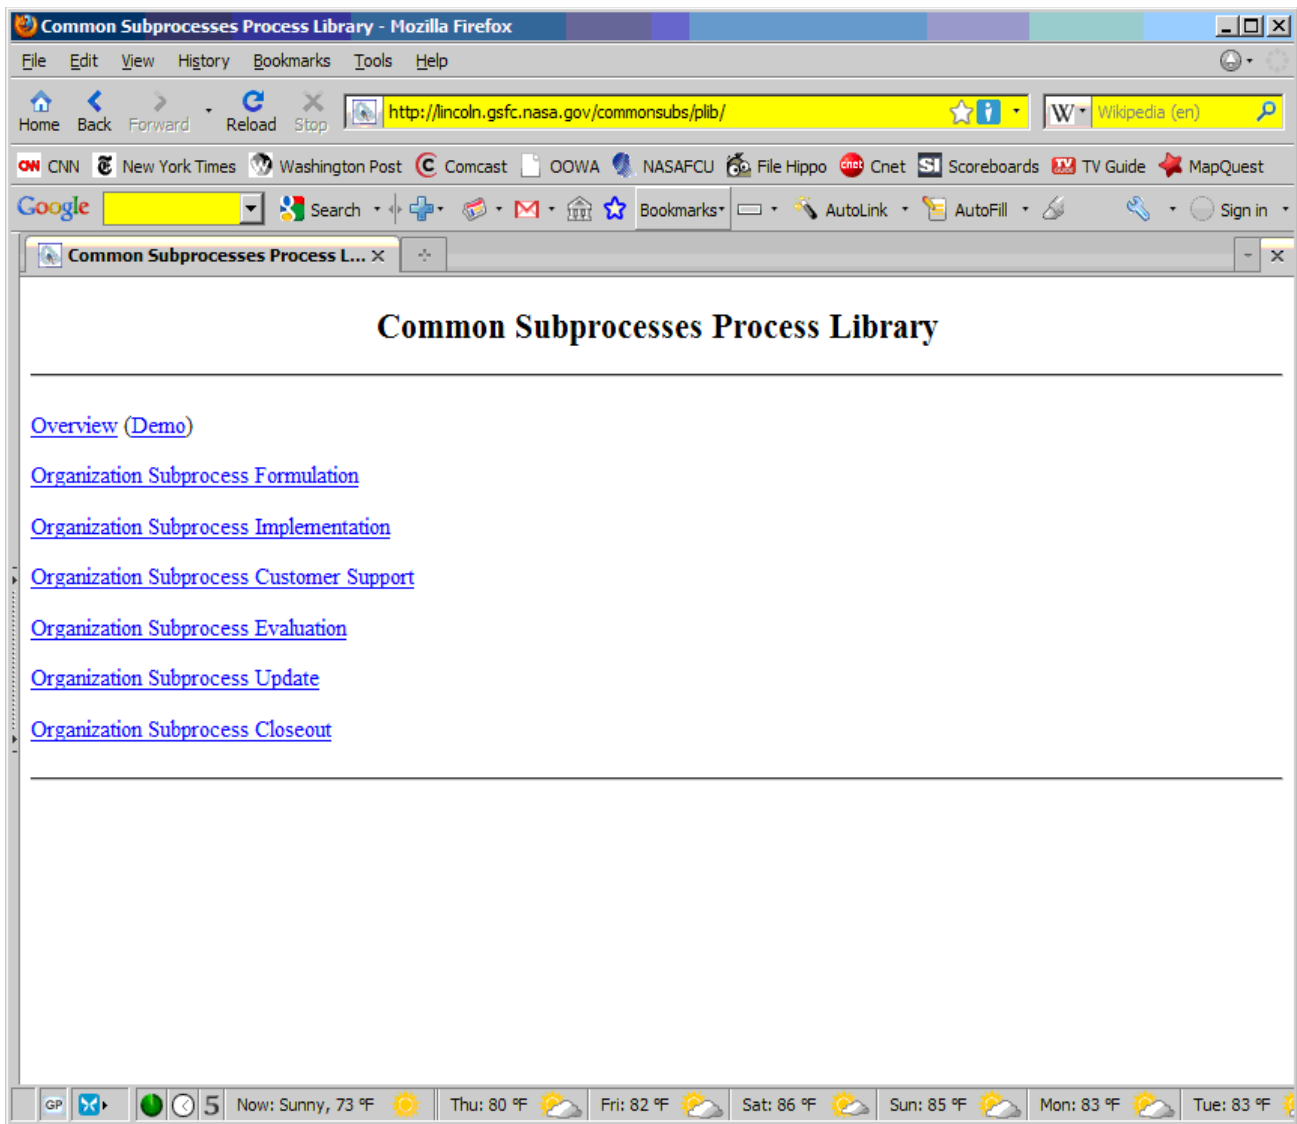 Common Subprocesses Process Library - Mozilla Firefox
File Edit View History Bookmarks Tools Help
Home Back Forward Reload Stop http://lincoln.gsfc.nasa.gov/commonsubs/plib/ W Wikipedia (en)
CNN CNN New York Times Washington Post C Comcast OOWA NASAFCU File Hippo cnet Cnet SI Scoreboards TV Guide MapQuest
Google Search Bookmarks AutoLink AutoFill Sign in
Common Subprocesses Process L...
Common Subprocesses Process Library
Overview (Demo)
Organization Subprocess Formulation
Organization Subprocess Implementation
Organization Subprocess Customer Support
Organization Subprocess Evaluation
Organization Subprocess Update
Organization Subprocess Closeout
GP 5 Now: Sunny, 73 °F Thu: 80 °F Fri: 82 °F Sat: 86 °F Sun: 85 °F Mon: 83 °F Tue: 83 °F